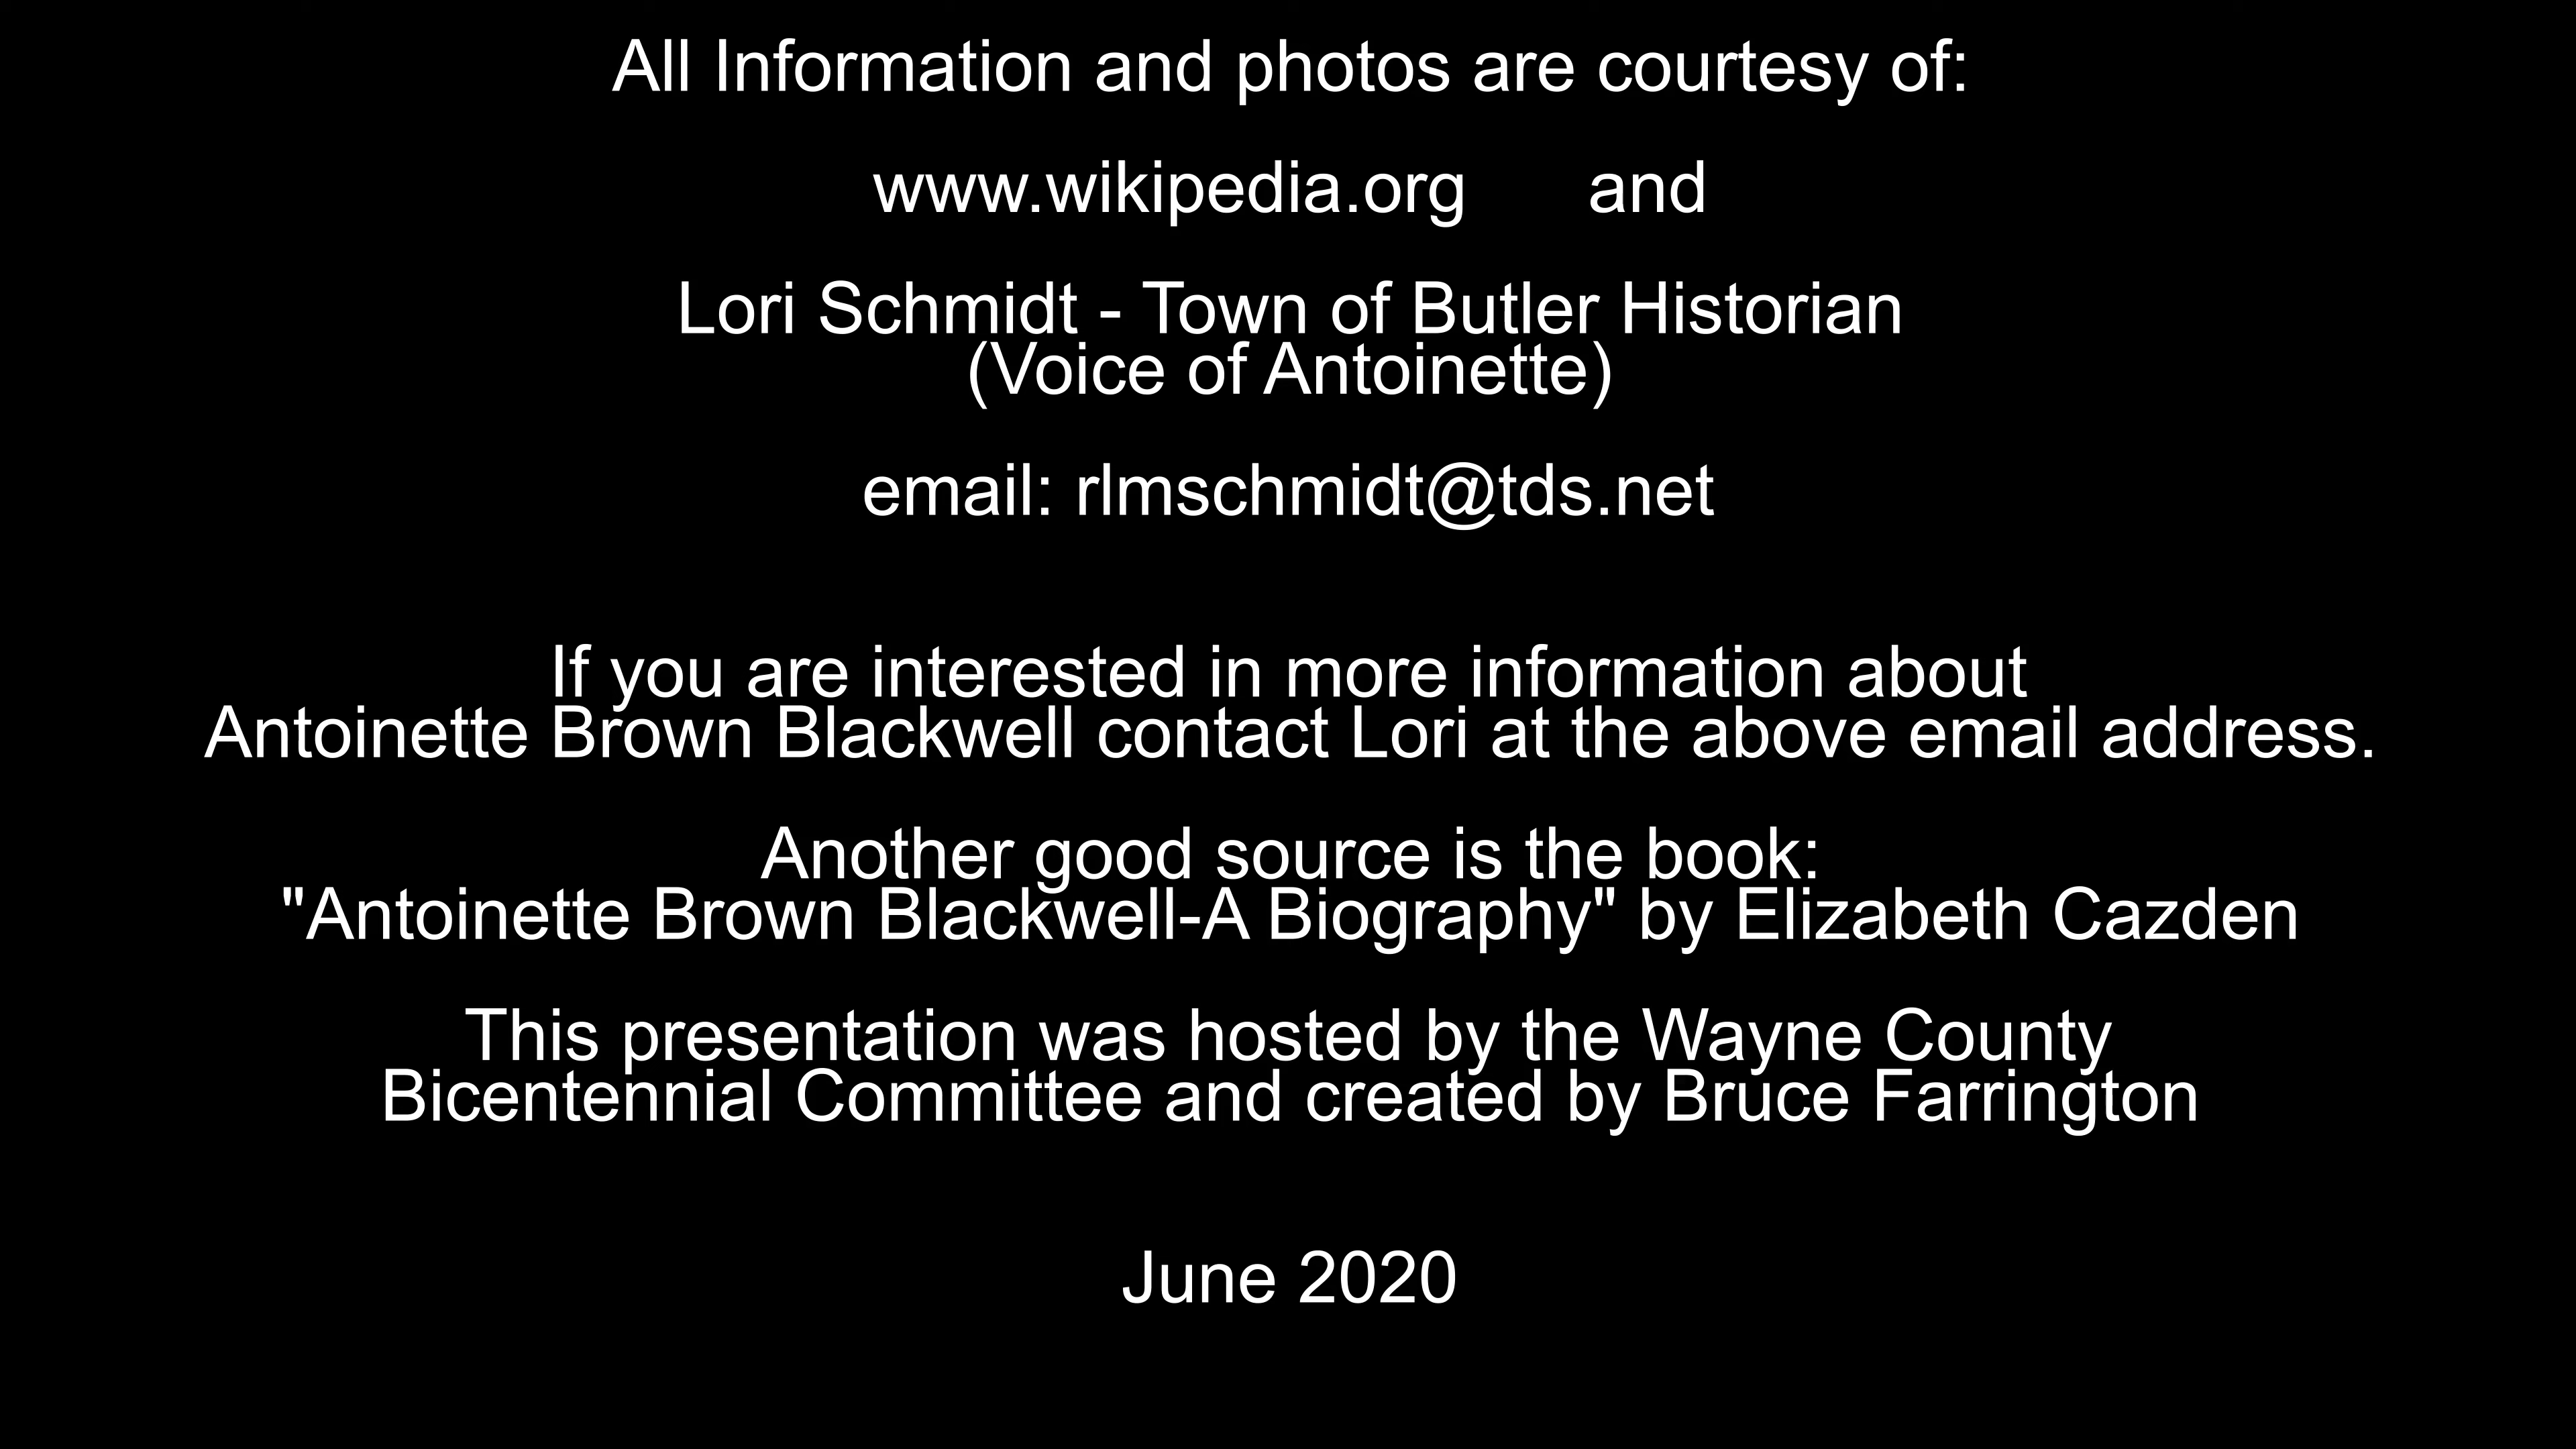 All Information and photos are courtesy of:
www.wikipedia.org and
Lori Schmidt - Town of Butler Historian
(Voice of Antoinette)
email: rlmschmidt@tds.net
If you are interested in more information about
Antoinette Brown Blackwell contact Lori at the above email address.
Another good source is the book:
"Antoinette Brown Blackwell-A Biography" by Elizabeth Cazden
This presentation was hosted by the Wayne County
Bicentennial Committee and created by Bruce Farrington
June 2020